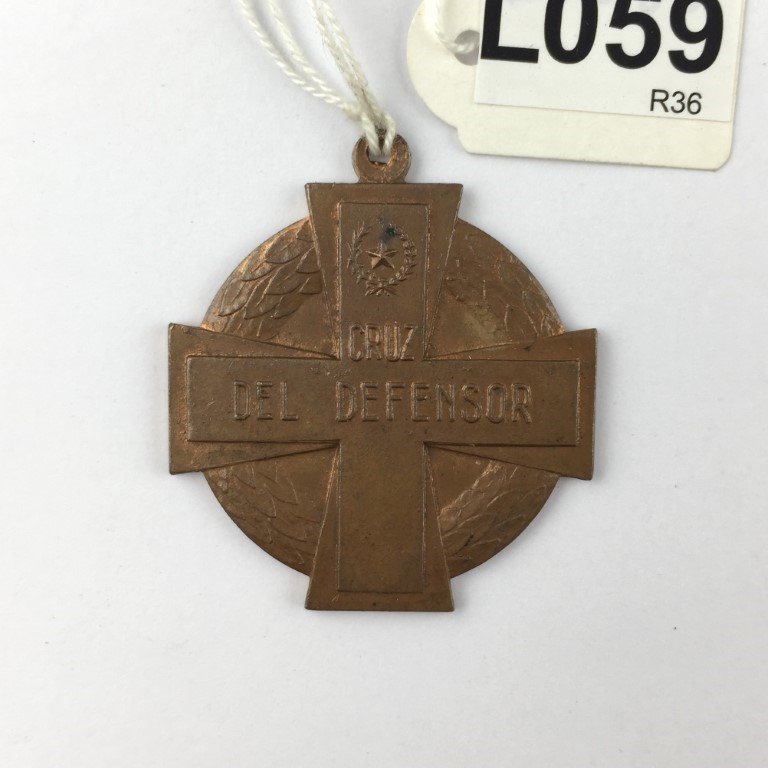 L059
R36
CRUZ
DEL DEFENSOR